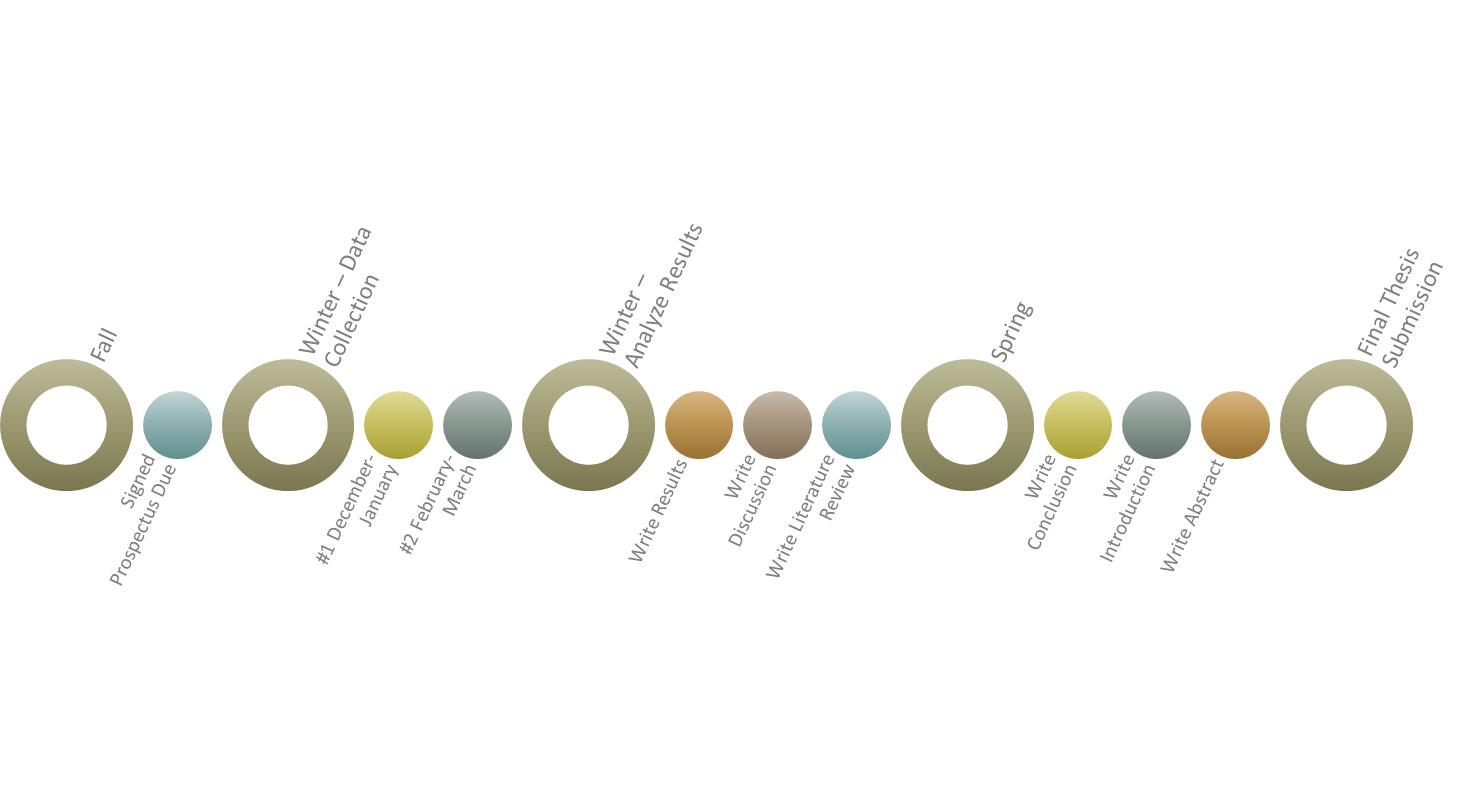 Fall
Signed
Prospectus Due
Winter – Data
Collection
#1 December-
January
#2 February-
March
Winter –
Analyze Results
Write Results
Write
Discussion
Write Literature
Review
Spring
Write
Conclusion
Write
Introduction
Write Abstract
Final Thesis
Submission